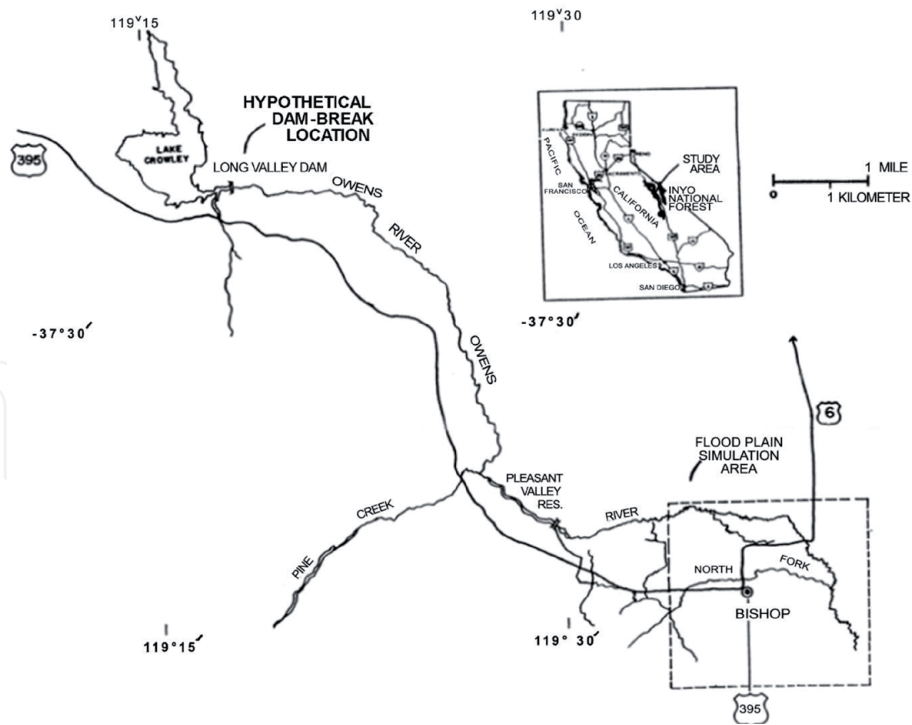 119˅15
119˅30
HYPOTHETICAL
DAM-BREAK
LOCATION
LAKE
CROWLEY
395
LONG VALLEY DAM
OWENS
RIVER
STUDY
AREA
RENO
PACIFIC
OCEAN
SACRAMENTO
SAN
FRANCISCO
CALIFORNIA
INYO
NATIONAL
FOREST
LOS ANGELES
SAN DIEGO
1 MILE
0
1 KILOMETER
-37°30′
-37°30′
OWENS
6
FLOOD PLAIN
SIMULATION
AREA
PLEASANT
VALLEY
RES.
RIVER
CREEK
PINE
NORTH
FORK
BISHOP
119°15′
119° 30′
395